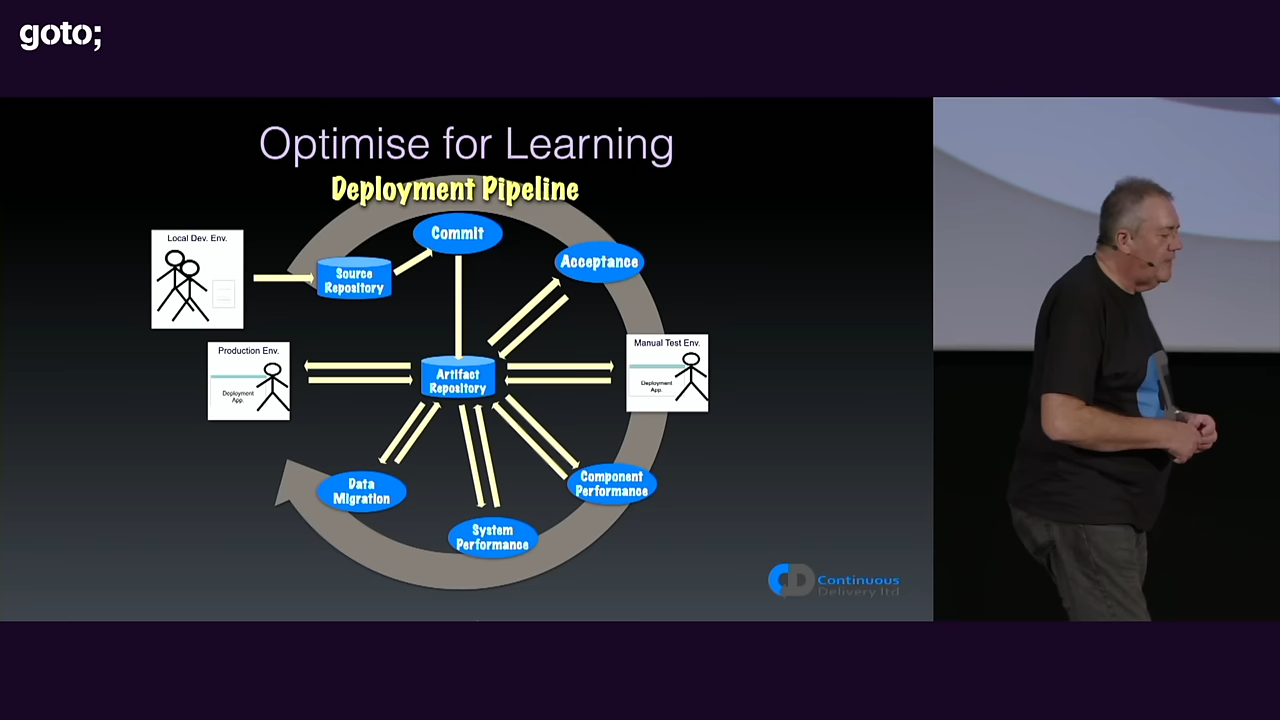 goto;
Optimise for Learning
Deployment Pipeline
Local Dev. Env.
Commit
Source
Repository
Acceptance
Production Env.
Deployment
App.
Artifact
Repository
Manual Test Env.
Deployment
App.
Data
Migration
Component
Performance
System
Performance
CD
Continuous
Delivery ltd